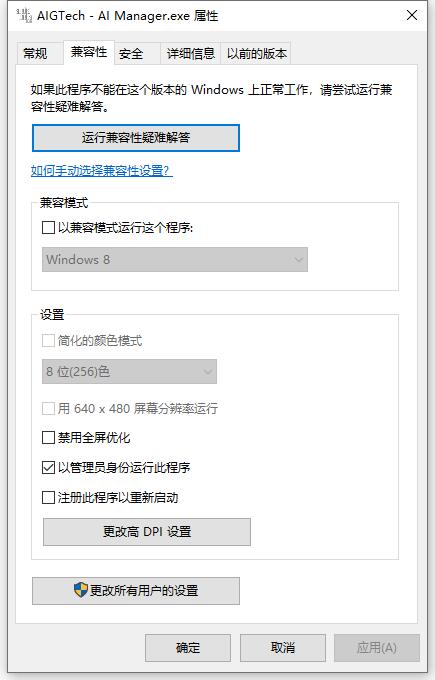 AIGTech - AI Manager.exe 属性
常规 兼容性 安全 详细信息 以前的版本
如果此程序不能在这个版本的 Windows 上正常工作，请尝试运行兼
容性疑难解答。
运行兼容性疑难解答
如何手动选择兼容性设置?
兼容模式
以兼容模式运行这个程序:
Windows 8
设置
简化的颜色模式
8 位(256)色
用 640 x 480 屏幕分辨率运行
禁用全屏优化
以管理员身份运行此程序
注册此程序以重新启动
更改高 DPI 设置
更改所有用户的设置
确定 取消 应用(A)